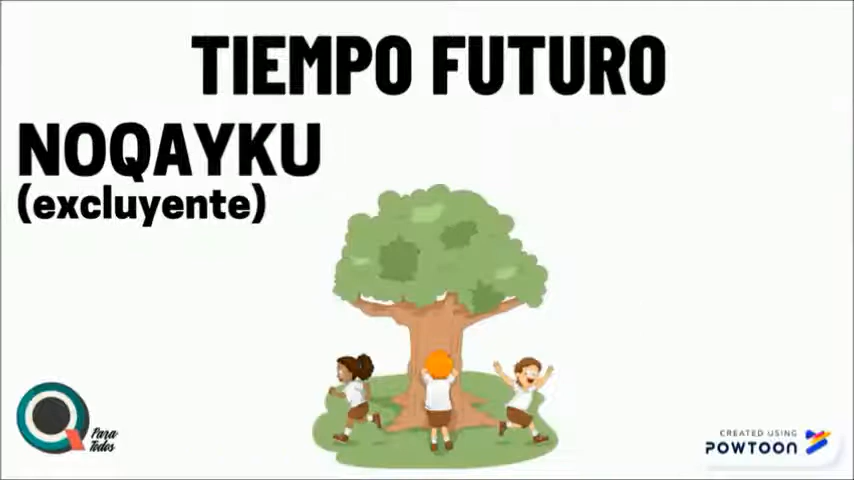 TIEMPO FUTURO
NOQAYKU
(excluyente)
Para
Todos
CREATED USING
POWTOON